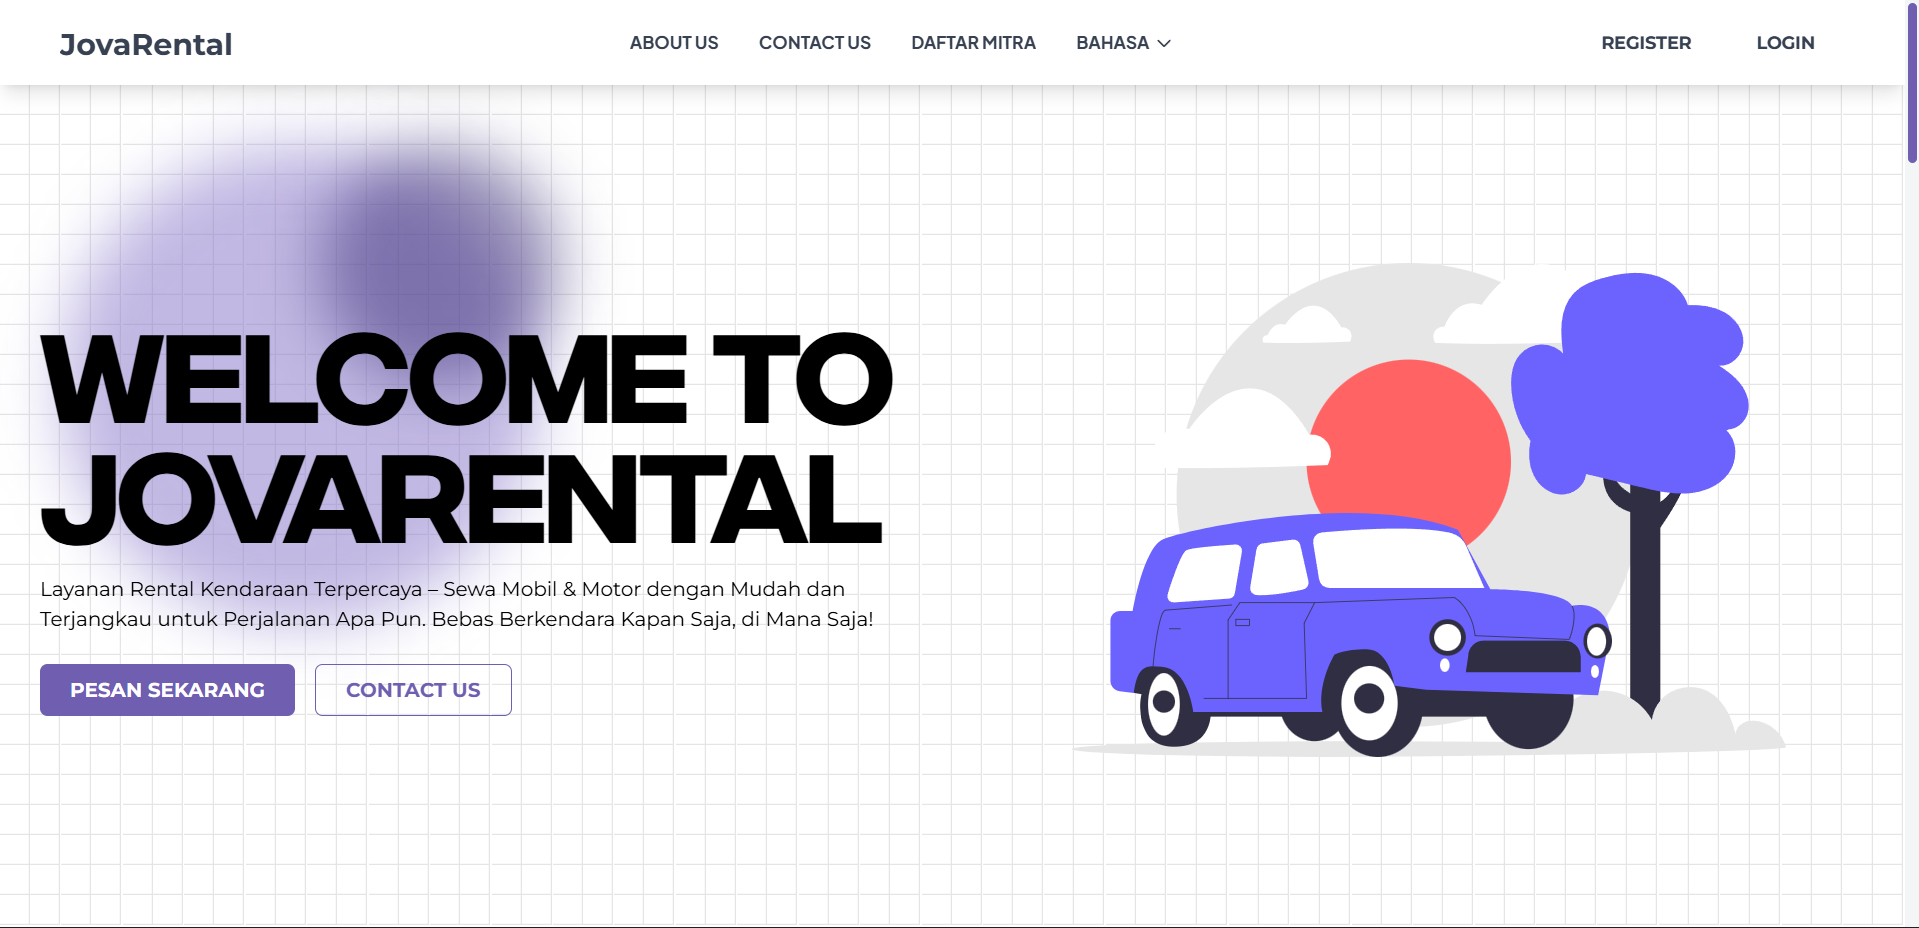 JovaRental
ABOUT US
CONTACT US
DAFTAR MITRA
BAHASA
REGISTER
LOGIN
WELCOME TO
JOVARENTAL
Layanan Rental Kendaraan Terpercaya – Sewa Mobil & Motor dengan Mudah dan
Terjangkau untuk Perjalanan Apa Pun. Bebas Berkendara Kapan Saja, di Mana Saja!
PESAN SEKARANG
CONTACT US